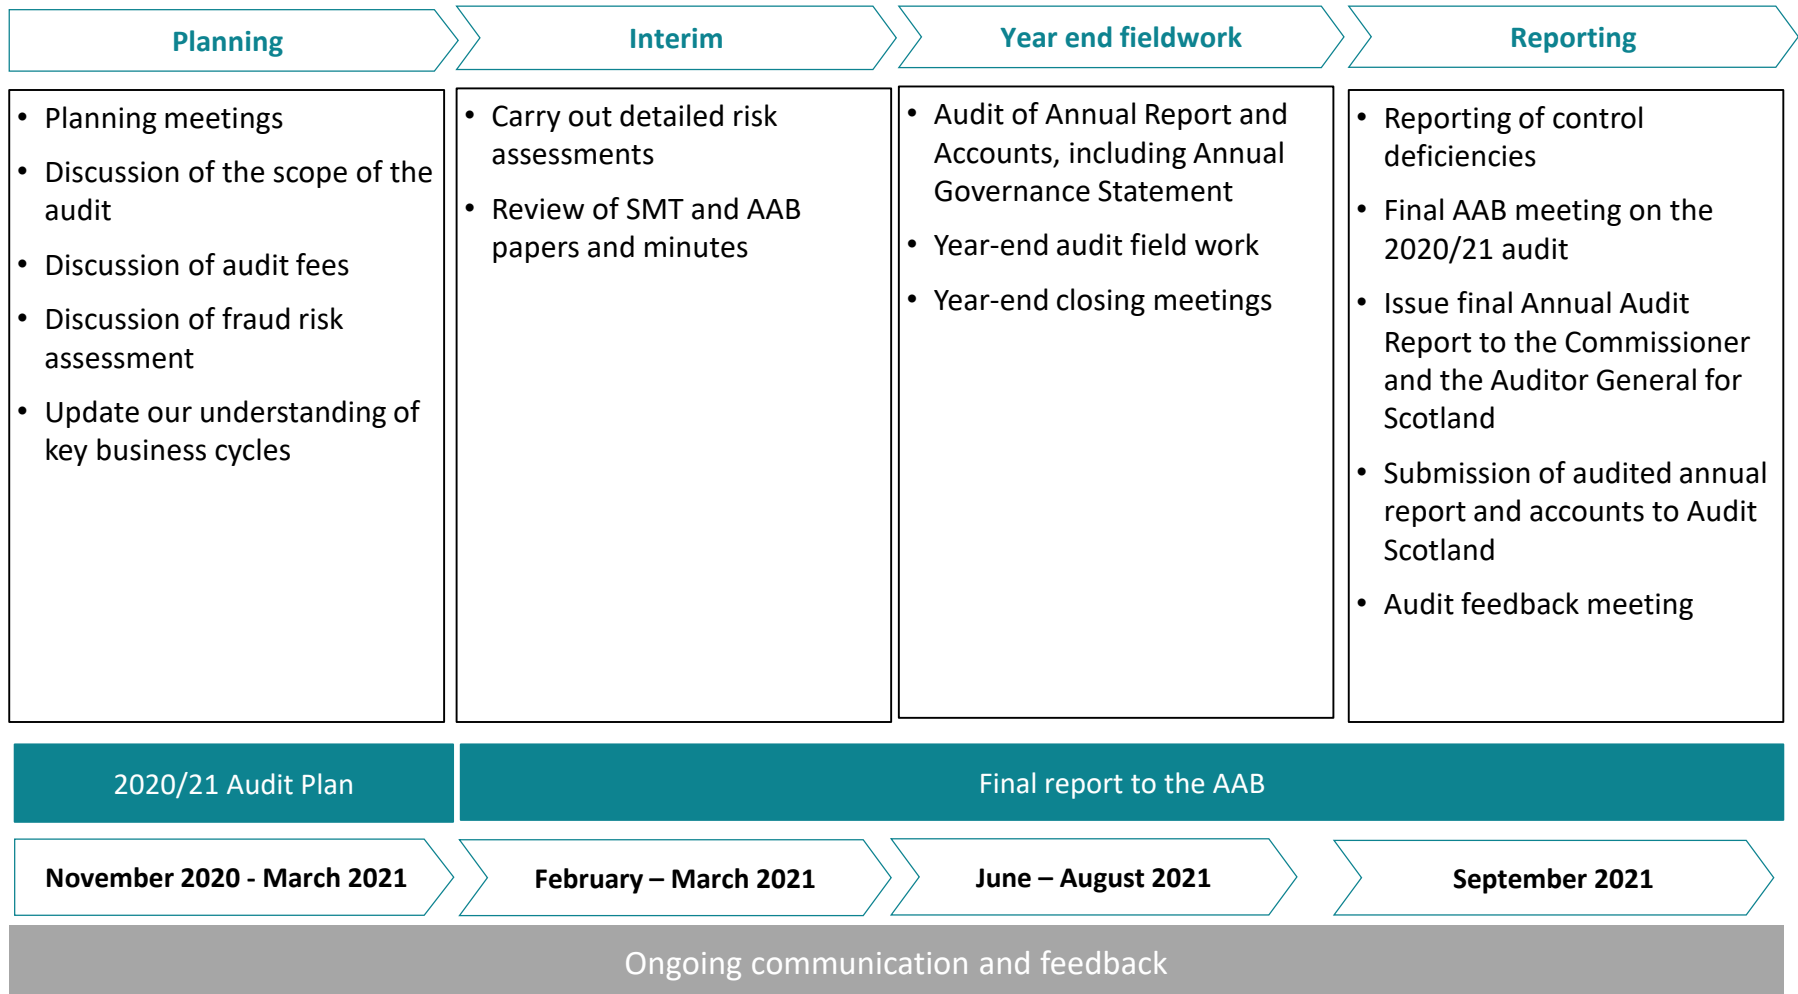 Planning
Interim
Year end fieldwork
Reporting
• Planning meetings
• Discussion of the scope of the
audit
• Discussion of audit fees
• Discussion of fraud risk
assessment
• Update our understanding of
key business cycles
• Carry out detailed risk
assessments
• Review of SMT and AAB
papers and minutes
• Audit of Annual Report and
Accounts, including Annual
Governance Statement
• Year-end audit field work
• Year-end closing meetings
• Reporting of control
deficiencies
• Final AAB meeting on the
2020/21 audit
• Issue final Annual Audit
Report to the Commissioner
and the Auditor General for
Scotland
• Submission of audited annual
report and accounts to Audit
Scotland
• Audit feedback meeting
2020/21 Audit Plan
Final report to the AAB
November 2020 - March 2021
February – March 2021
June – August 2021
September 2021
Ongoing communication and feedback